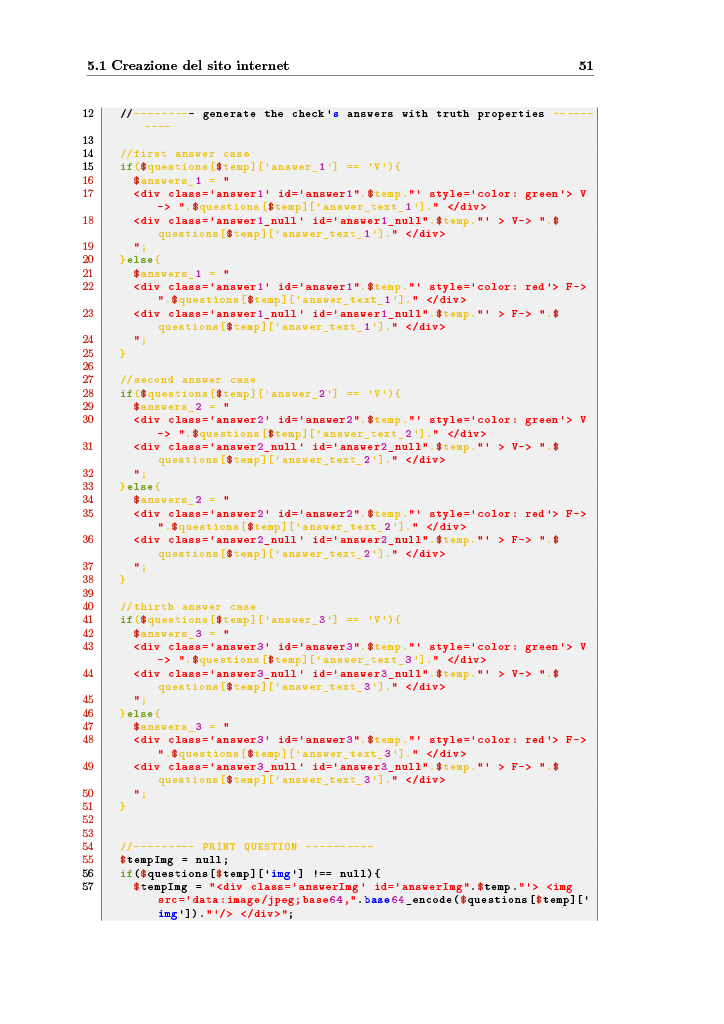 5.1 Creazione del sito internet 51
12 //---------- generate the check's answers with truth properties ------
----
13
14 //first answer case
15 if($questions[$temp]['answer_1'] == 'V'){
16 $answers_1 = "
17 <div class='answer1' id='answer1".$temp."' style='color: green'> V
-> ".$questions[$temp]['answer_text_1']." </div>
18 <div class='answer1_null' id='answer1_null".$temp."' > V-> ".$
questions[$temp]['answer_text_1']." </div>
19 ";
20 }else{
21 $answers_1 = "
22 <div class='answer1' id='answer1".$temp."' style='color: red'> F->
".$questions[$temp]['answer_text_1']." </div>
23 <div class='answer1_null' id='answer1_null".$temp."' > F-> ".$
questions[$temp]['answer_text_1']." </div>
24 ";
25 }
26
27 //second answer case
28 if($questions[$temp]['answer_2'] == 'V'){
29 $answers_2 = "
30 <div class='answer2' id='answer2".$temp."' style='color: green'> V
-> ".$questions[$temp]['answer_text_2']." </div>
31 <div class='answer2_null' id='answer2_null".$temp."' > V-> ".$
questions[$temp]['answer_text_2']." </div>
32 ";
33 }else{
34 $answers_2 = "
35 <div class='answer2' id='answer2".$temp."' style='color: red'> F->
".$questions[$temp]['answer_text_2']." </div>
36 <div class='answer2_null' id='answer2_null".$temp."' > F-> ".$
questions[$temp]['answer_text_2']." </div>
37 ";
38 }
39
40 //thirth answer case
41 if($questions[$temp]['answer_3'] == 'V'){
42 $answers_3 = "
43 <div class='answer3' id='answer3".$temp."' style='color: green'> V
-> ".$questions[$temp]['answer_text_3']." </div>
44 <div class='answer3_null' id='answer3_null".$temp."' > V-> ".$
questions[$temp]['answer_text_3']." </div>
45 ";
46 }else{
47 $answers_3 = "
48 <div class='answer3' id='answer3".$temp."' style='color: red'> F->
".$questions[$temp]['answer_text_3']." </div>
49 <div class='answer3_null' id='answer3_null".$temp."' > F-> ".$
questions[$temp]['answer_text_3']." </div>
50 ";
51 }
52
53
54 //--------- PRINT QUESTION ----------
55 $tempImg = null;
56 if($questions[$temp]['img'] !== null){
57 $tempImg = "<div class='answerImg' id='answerImg".$temp."'> <img
src='data:image/jpeg;base64,".base64_encode($questions[$temp]['
img'])."'/> </div>";